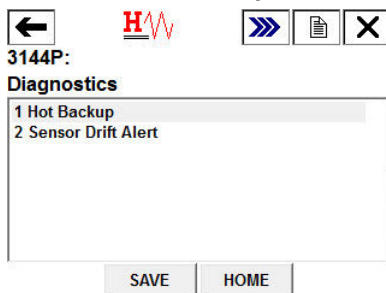 H
3144P:
Diagnostics
1 Hot Backup
2 Sensor Drift Alert
SAVE HOME